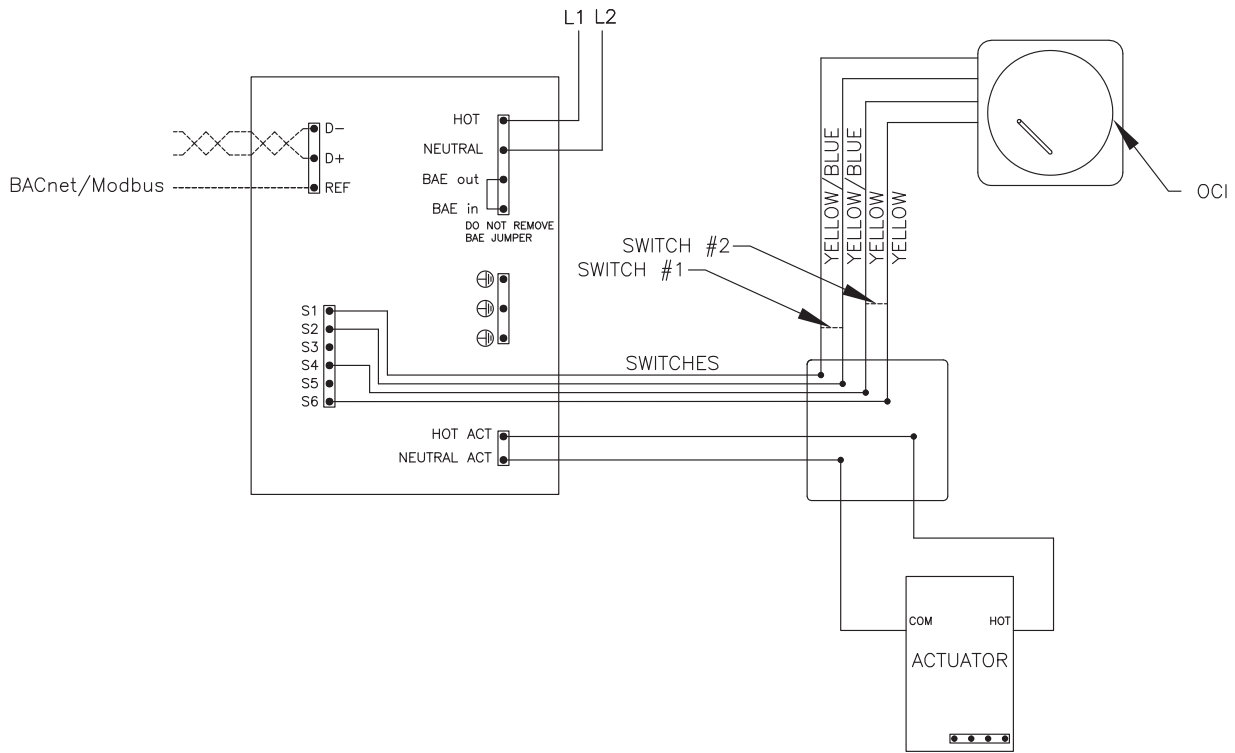 L1 L2
HOT
D-
NEUTRAL
D+
BAE out
BACnet/Modbus
REF
BAE in
DO NOT REMOVE
BAE JUMPER
YELLOW/BLUE
YELLOW/BLUE
YELLOW
YELLOW
OCI
SWITCH #2
SWITCH #1
S1
S2
S3
S4
S5
S6
SWITCHES
HOT ACT
NEUTRAL ACT
COM
HOT
ACTUATOR